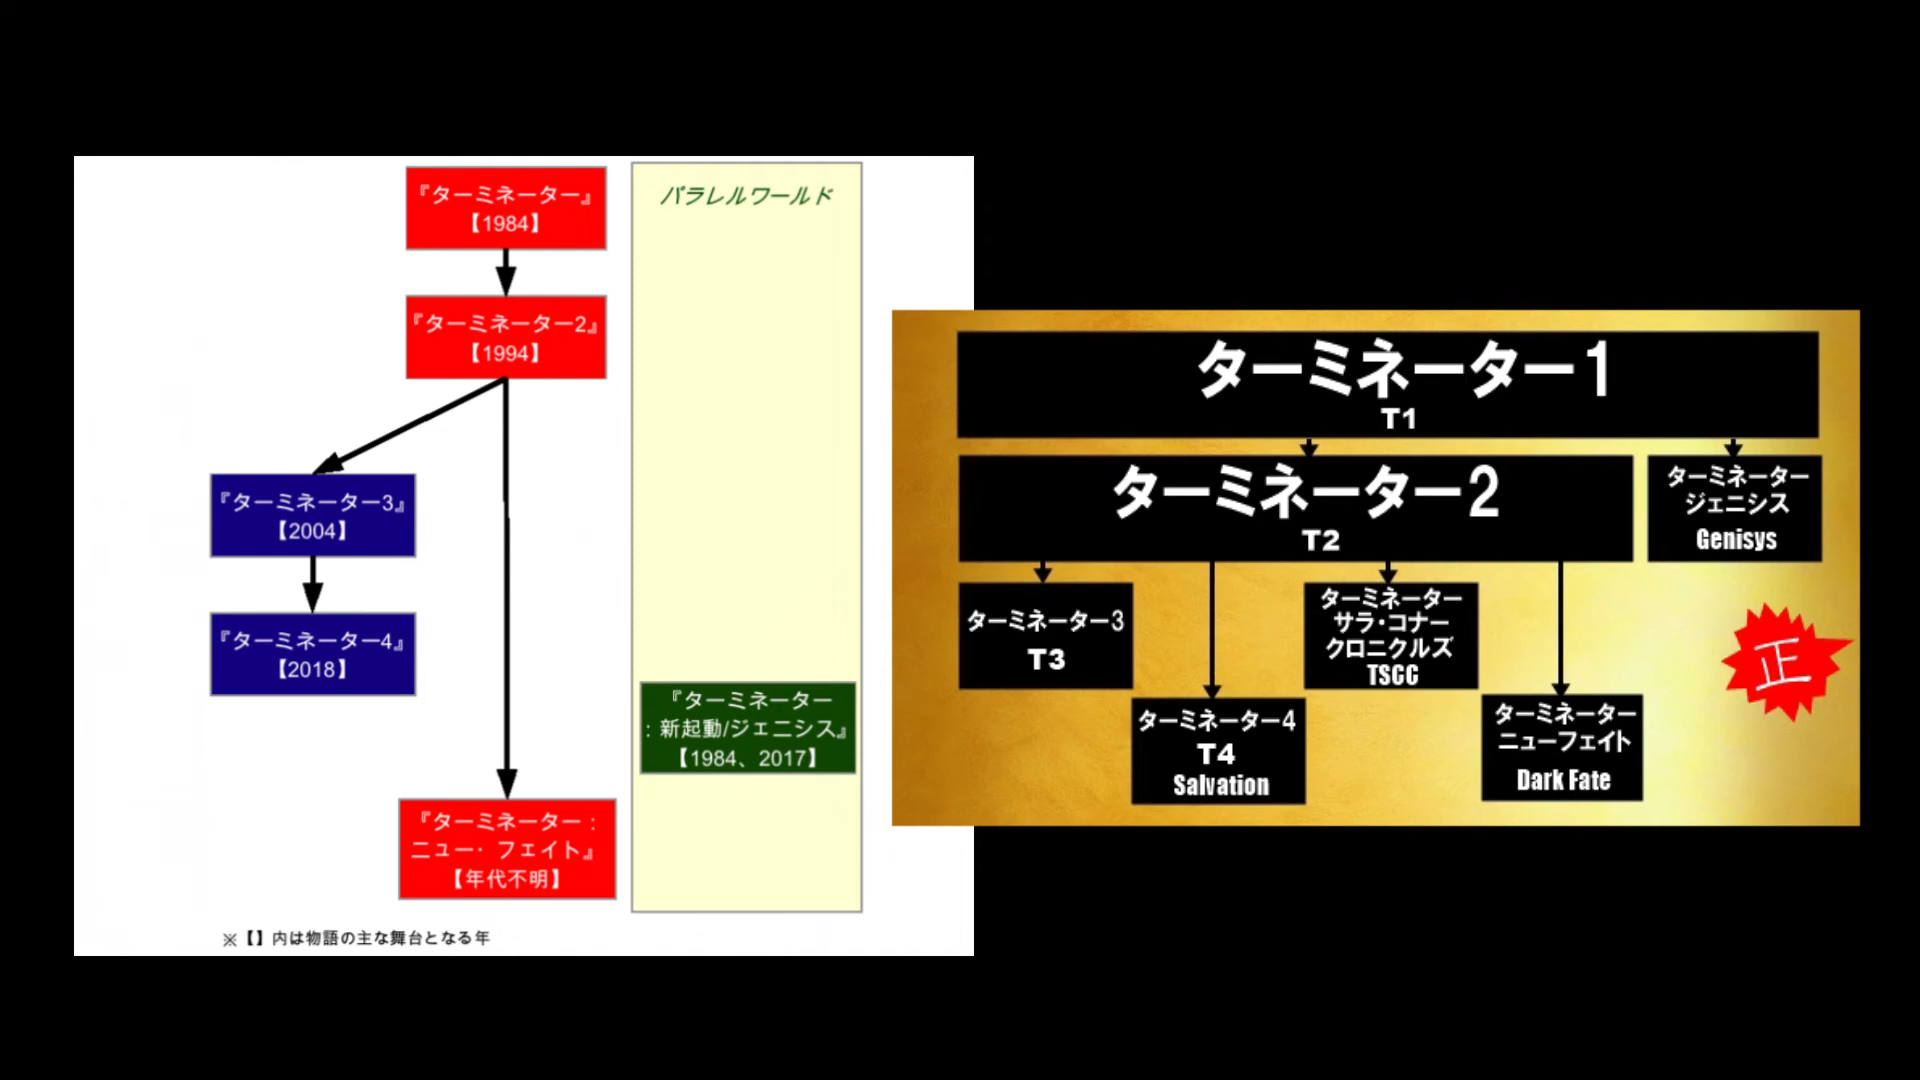 『ターミネーター』
【1984】
パラレルワールド
『ターミネーター2』
【1994】
『ターミネーター3』
【2004】
『ターミネーター4』
【2018】
『ターミネーター
：新起動/ジェニシス』
【1984、2017】
『ターミネーター：
ニュー・フェイト』
【年代不明】
※【】内は物語の主な舞台となる年
ターミネーター1
T1
ターミネーター2
T2
ターミネーター
ジェニシス
Genisys
ターミネーター3
T3
ターミネーター4
T4
Salvation
ターミネーター
サラ・コナー
クロニクルズ
TSCC
ターミネーター
ニューフェイト
Dark Fate
正